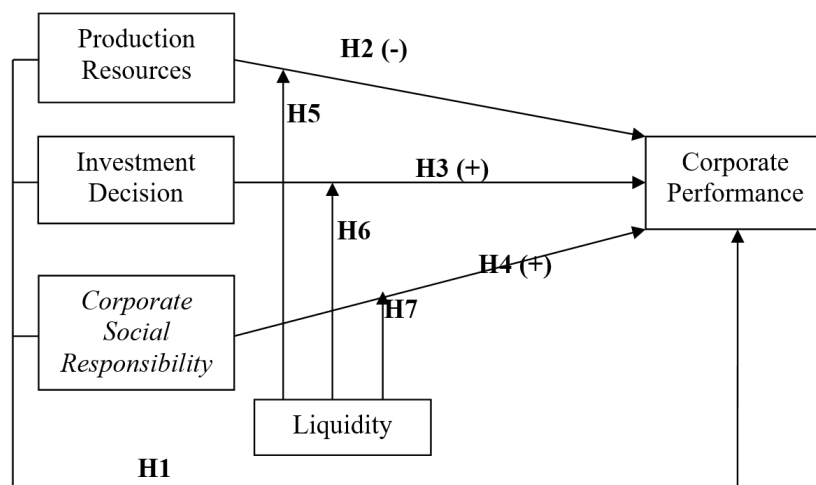 Production
Resources
H2 (-)
H5
Investment
Decision
H3 (+)
Corporate
Performance
H6
Corporate
Social
Responsibility
H4 (+)
H7
Liquidity
H1